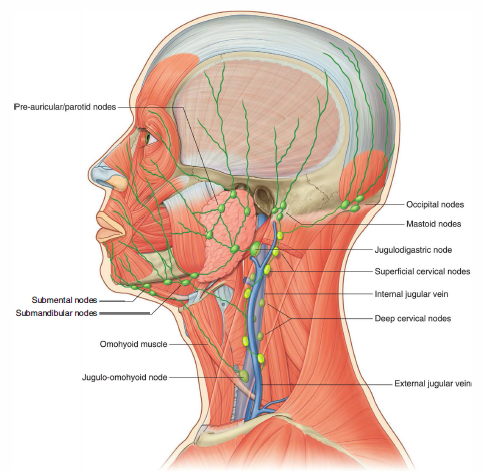 Pre-auricular/parotid nodes
Occipital nodes
Mastoid nodes
Jugulodigastric node
Superficial cervical nodes
Internal jugular vein
Submental nodes
Submandibular nodes
Deep cervical nodes
Omohyoid muscle
Jugulo-omohyoid node
External jugular vein